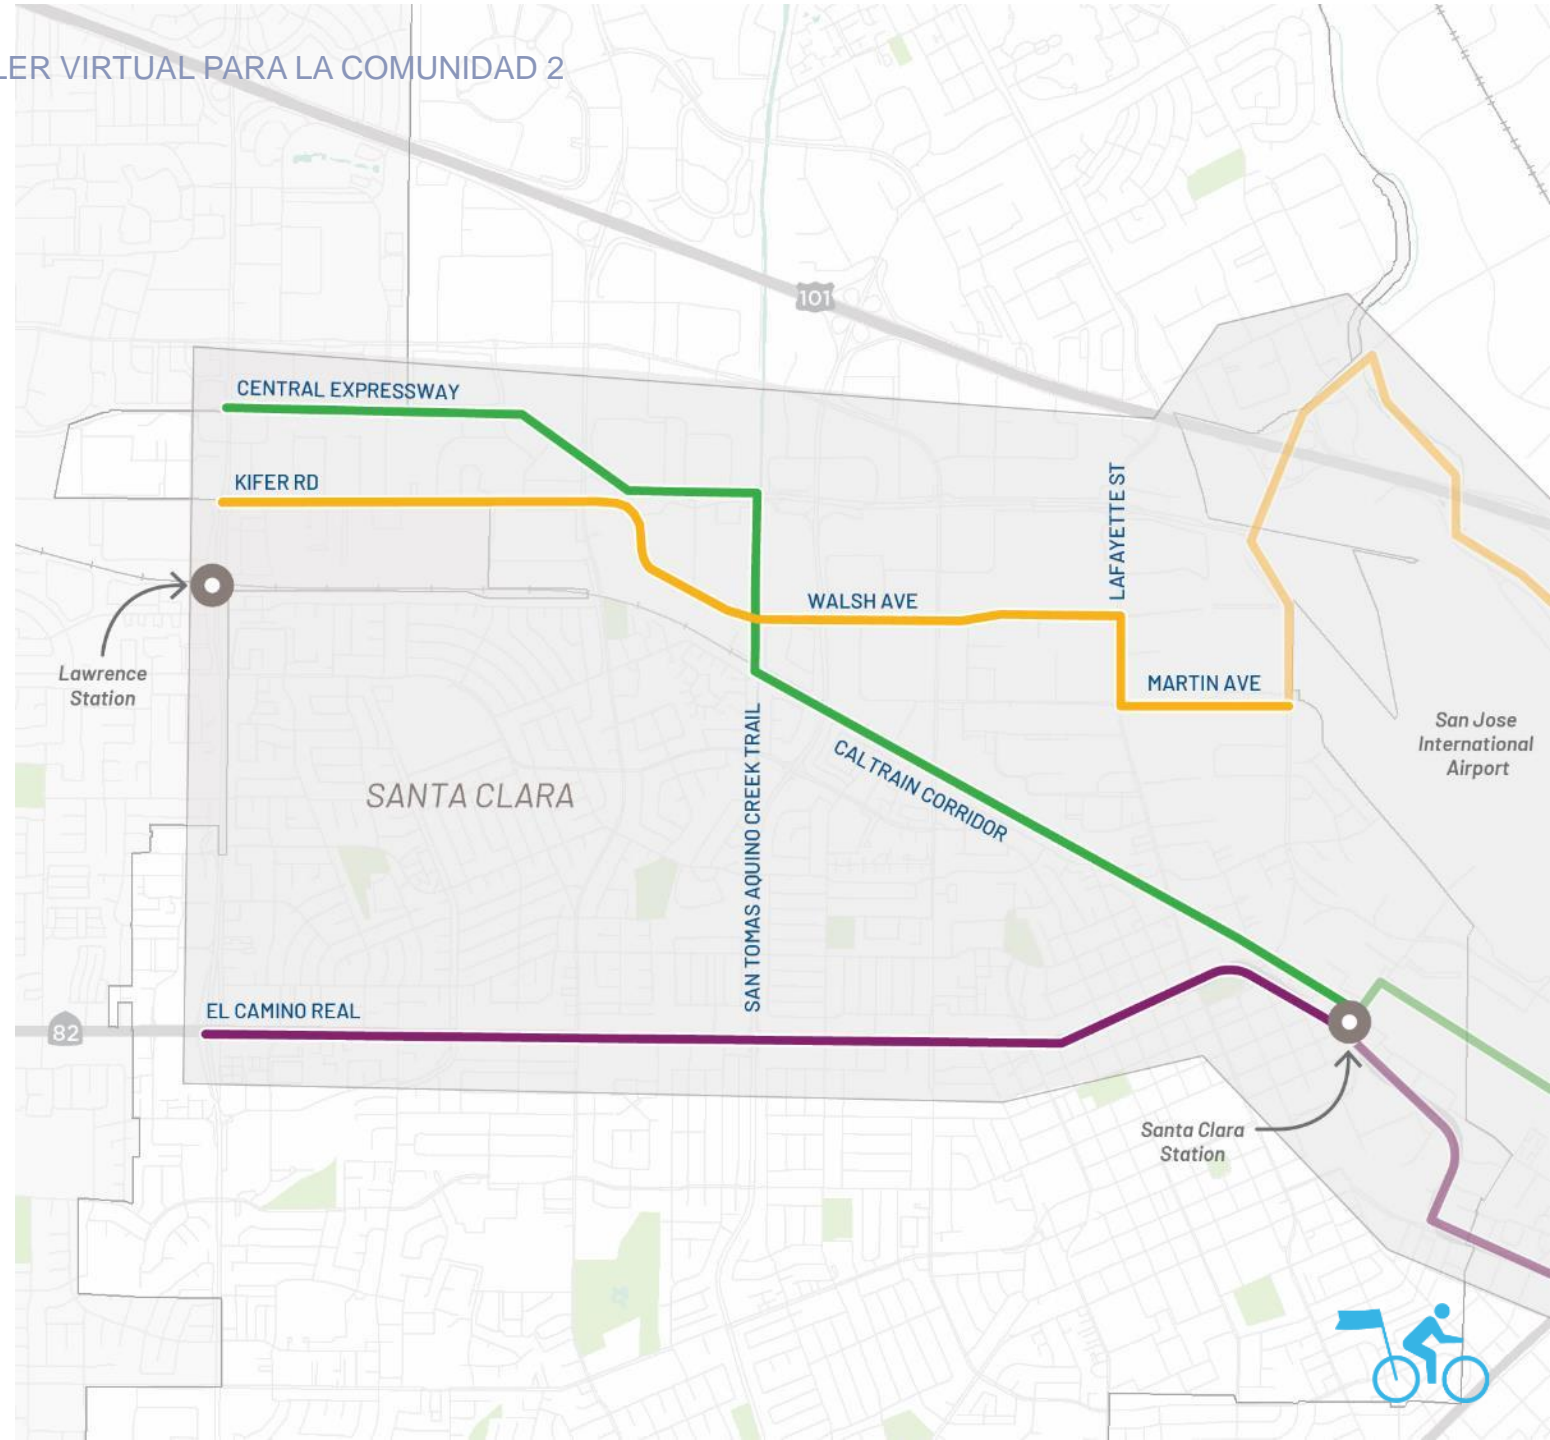 VIRTUAL PARA LA COMUNIDAD 2
101
CENTRAL EXPRESSWAY
KIFER RD
LAFAYETTE ST
WALSH AVE
Lawrence
Station
MARTIN AVE
San Jose
International
Airport
SAN TOMAS AQUINO CREEK TRAIL
CALTRAIN CORRIDOR
SANTA CLARA
EL CAMINO REAL
82
Santa Clara
Station